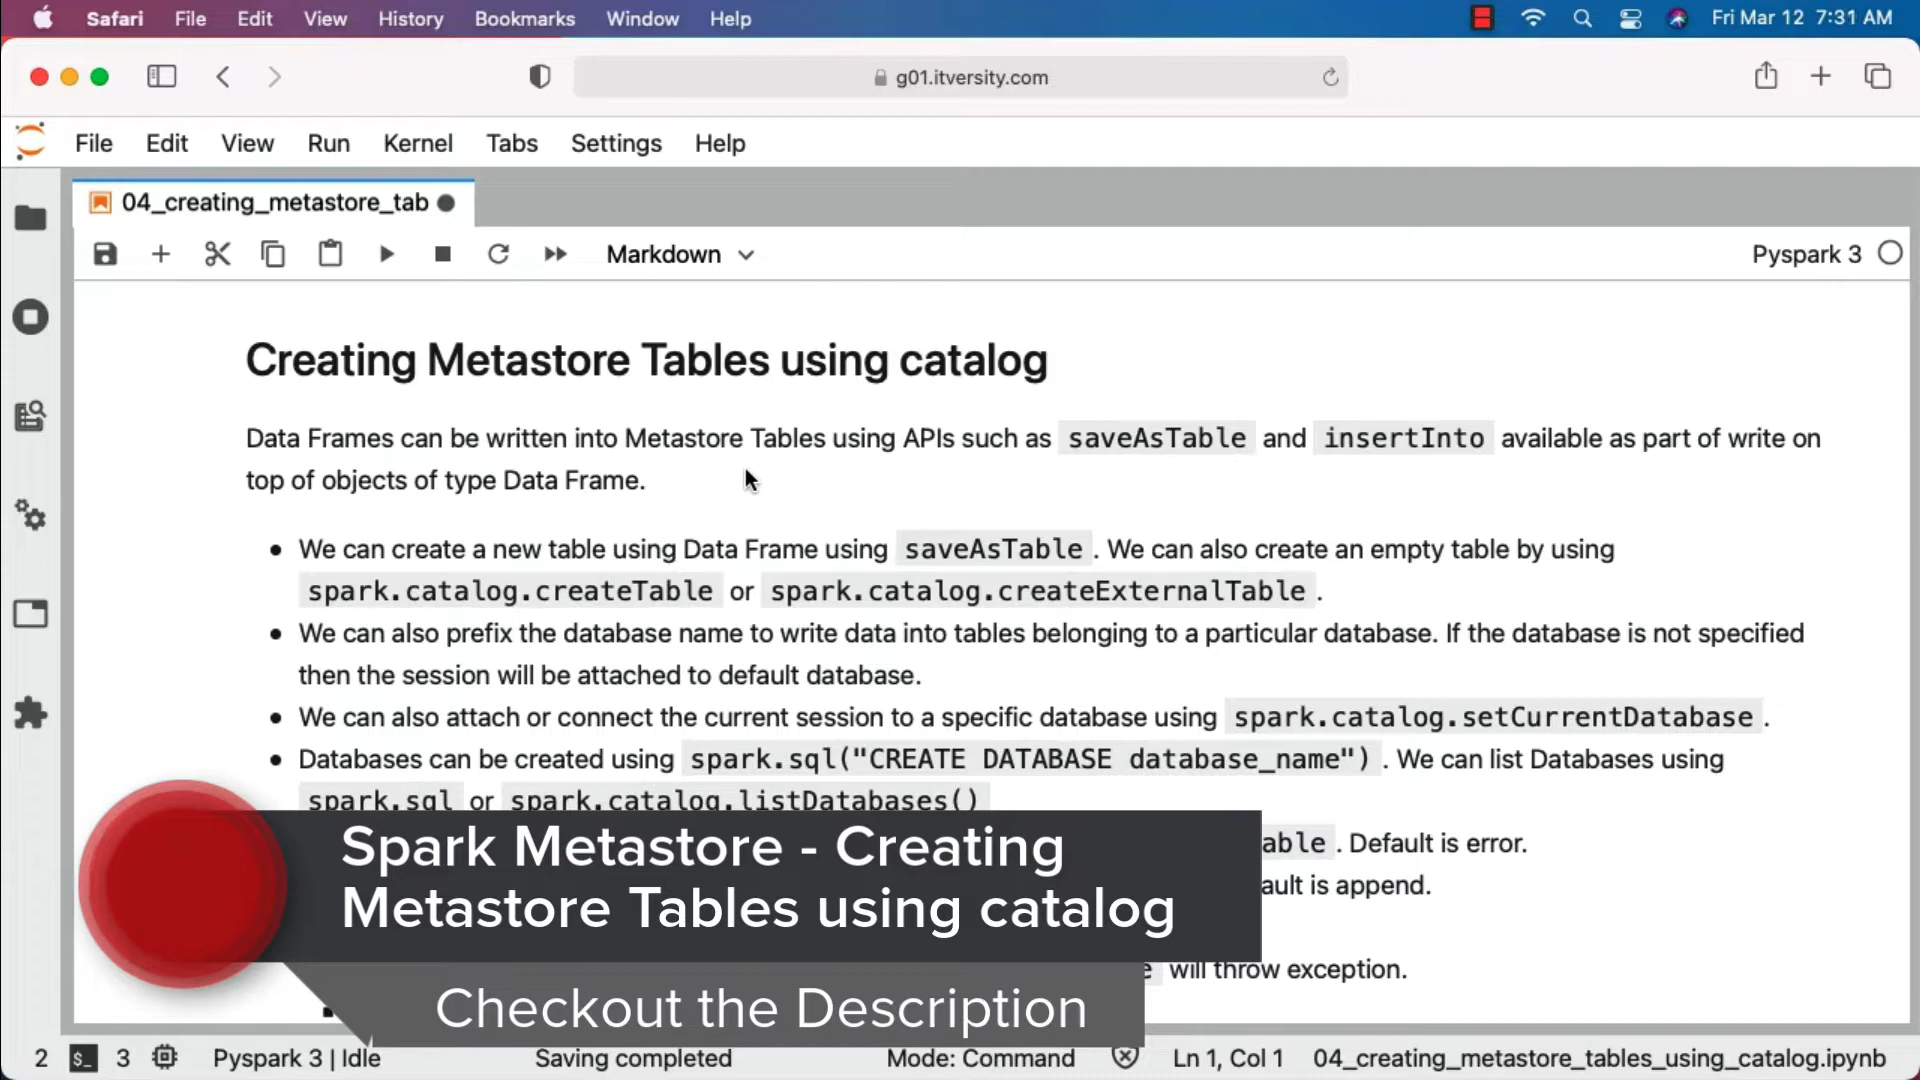 Safari File Edit View History Bookmarks Window Help Fri Mar 12 7:31 AM
g01.itversity.com
File Edit View Run Kernel Tabs Settings Help
04_creating_metastore_tab
Markdown Pyspark 3
Creating Metastore Tables using catalog
Data Frames can be written into Metastore Tables using APIs such as saveAsTable and insertInto available as part of write on
top of objects of type Data Frame.
We can create a new table using Data Frame using saveAsTable . We can also create an empty table by using
spark.catalog.createTable or spark.catalog.createExternalTable .
We can also prefix the database name to write data into tables belonging to a particular database. If the database is not specified
then the session will be attached to default database.
We can also attach or connect the current session to a specific database using spark.catalog.setCurrentDatabase .
Databases can be created using spark.sql("CREATE DATABASE database_name") . We can list Databases using
spark.sql or spark.catalog.listDatabases()
able . Default is error.
ault is append.
will throw exception.
Spark Metastore - Creating
Metastore Tables using catalog
Checkout the Description
2 $_ 3 Pyspark 3 | Idle Saving completed Mode: Command Ln 1, Col 1 04_creating_metastore_tables_using_catalog.ipynb